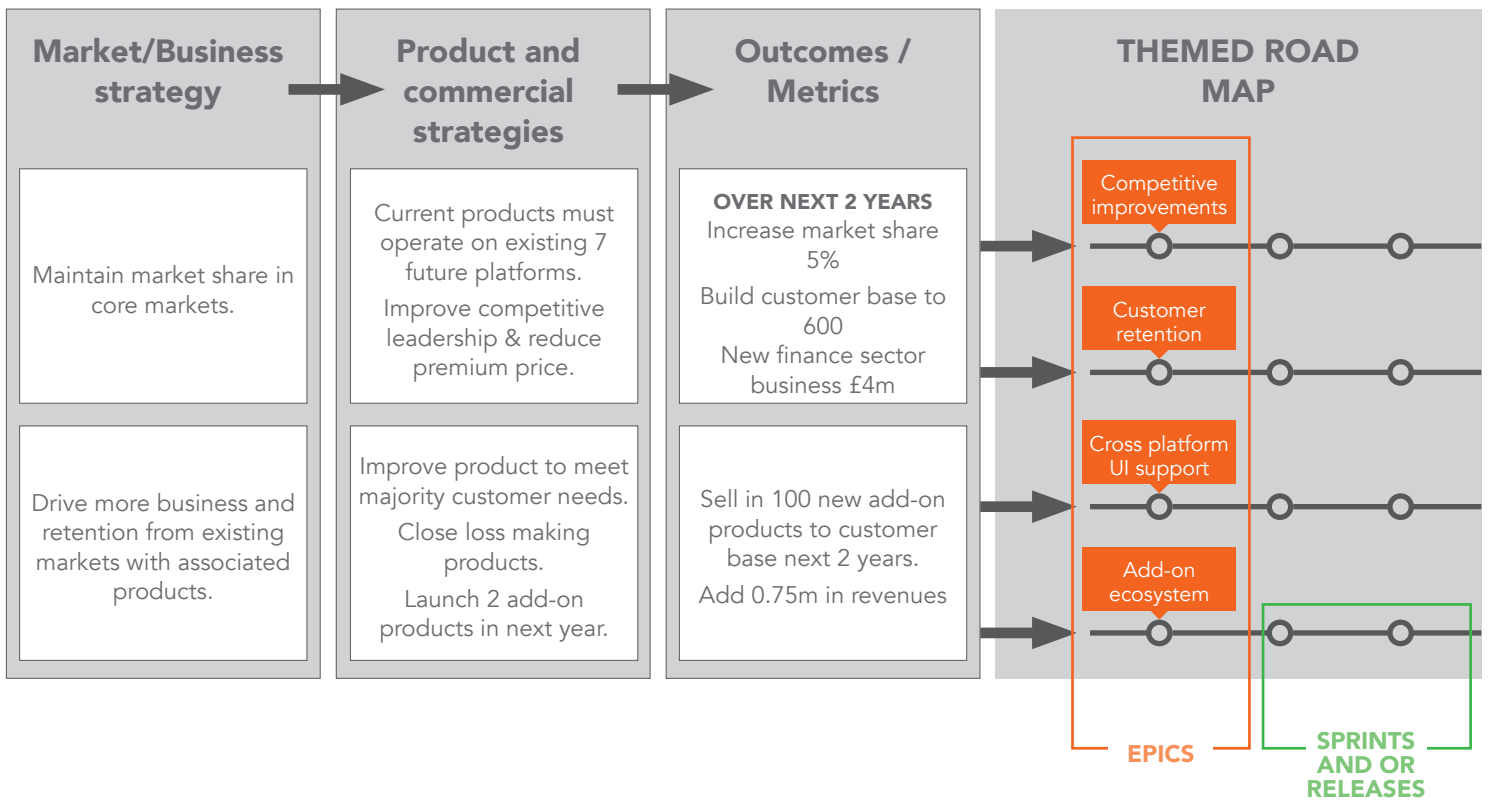 Market/Business
strategy
Maintain market share in
core markets.
Drive more business and
retention from existing
markets with associated
products.
Product and
commercial
strategies
Current products must
operate on existing 7
future platforms.
Improve competitive
leadership & reduce
premium price.
Improve product to meet
majority customer needs.
Close loss making
products.
Launch 2 add-on
products in next year.
Outcomes /
Metrics
OVER NEXT 2 YEARS
Increase market share
5%
Build customer base to
600
New finance sector
business £4m
Sell in 100 new add-on
products to customer
base next 2 years.
Add 0.75m in revenues
THEMED ROAD
MAP
Competitive
improvements
Customer
retention
Cross platform
UI support
Add-on
ecosystem
EPICS
SPRINTS
AND OR
RELEASES